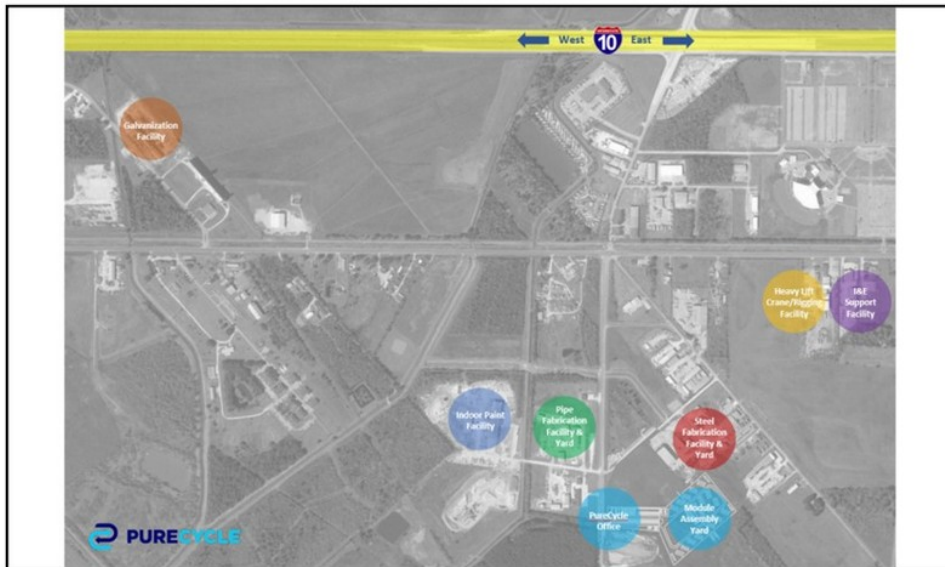 West 10 East
Galvanization
Facility
Heavy Lift
Crane/Rigging
Facility
I&E
Support
Facility
Indoor Paint
Facility
Pipe
Fabrication
Facility &
Yard
Steel
Fabrication
Facility &
Yard
PureCycle
Office
Module
Assembly
Yard
PURECYCLE